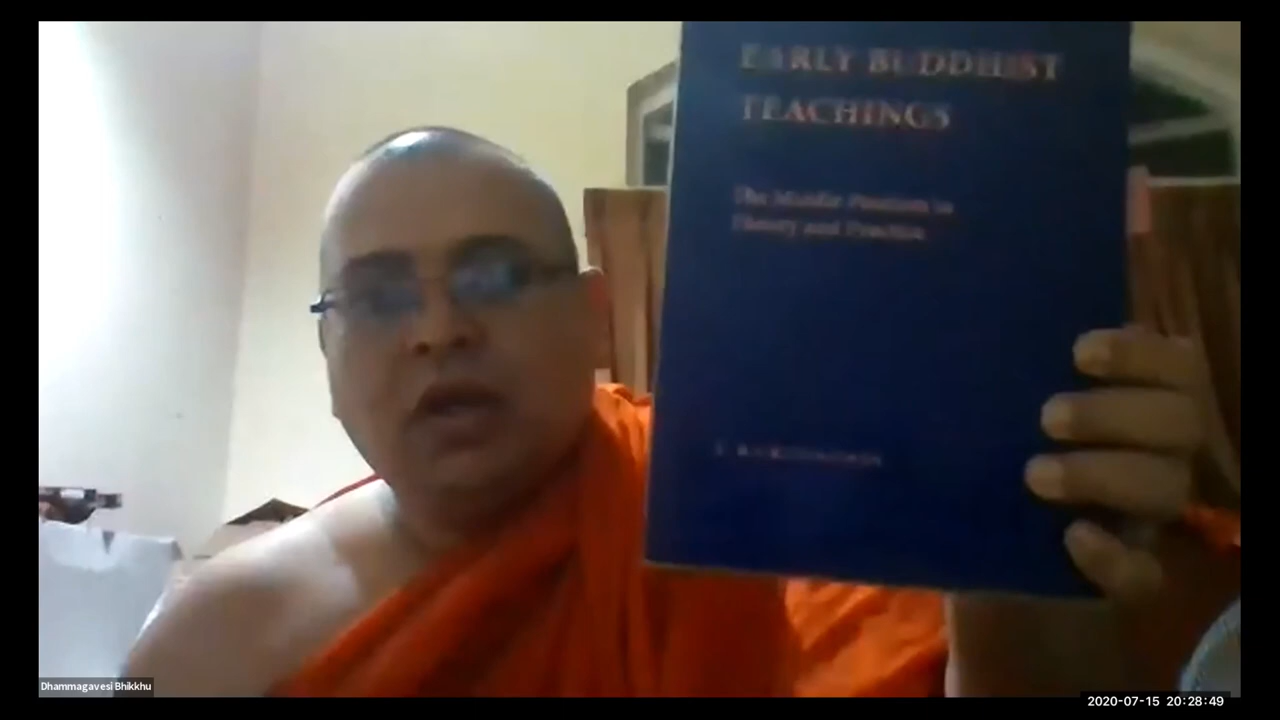 EARLY BUDDHIST
TEACHINGS
The Middle Position in
Theory and Practice
Dhammagavesi Bhikkhu
2020-07-15 20:28:49